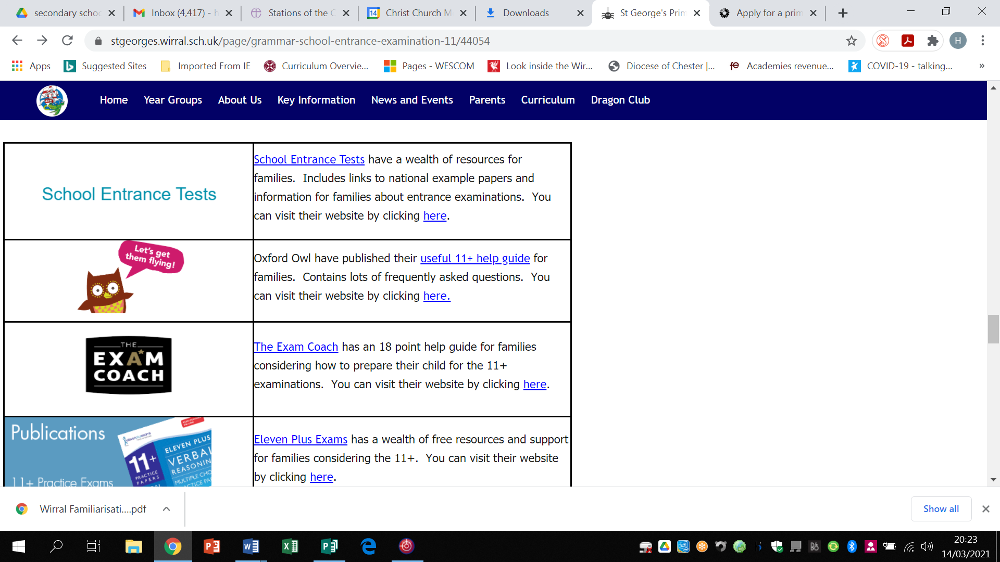 secondary schoo
Inbox (4,417) - h
Stations of the C
Christ Church M
Downloads
St George's Prim
Apply for a prim
stgeorges.wirral.sch.uk/page/grammar-school-entrance-examination-11/44054
H
Apps
Suggested Sites
Imported From IE
Curriculum Overvie...
Pages - WESCOM
Look inside the Wir...
Diocese of Chester |...
Academies revenue...
COVID-19 - talking...
Home
Year Groups
About Us
Key Information
News and Events
Parents
Curriculum
Dragon Club
School Entrance Tests
School Entrance Tests have a wealth of resources for
families. Includes links to national example papers and
information for families about entrance examinations. You
can visit their website by clicking here.
Let's get
them flying!
Oxford Owl have published their useful 11+ help guide for
families. Contains lots of frequently asked questions. You
can visit their website by clicking here.
THE
EXAM
COACH
The Exam Coach has an 18 point help guide for families
considering how to prepare their child for the 11+
examinations. You can visit their website by clicking here.
Publications
11+ Practice Exams
11+
PRACTICE
PAPERS
ELEVEN PLUS
VERBAL
REASONIN
MULTIPLE CHO
Eleven Plus Exams has a wealth of free resources and support
for families considering the 11+. You can visit their website
by clicking here.
Wirral Familiarisati....pdf
Show all
20:23
14/03/2021